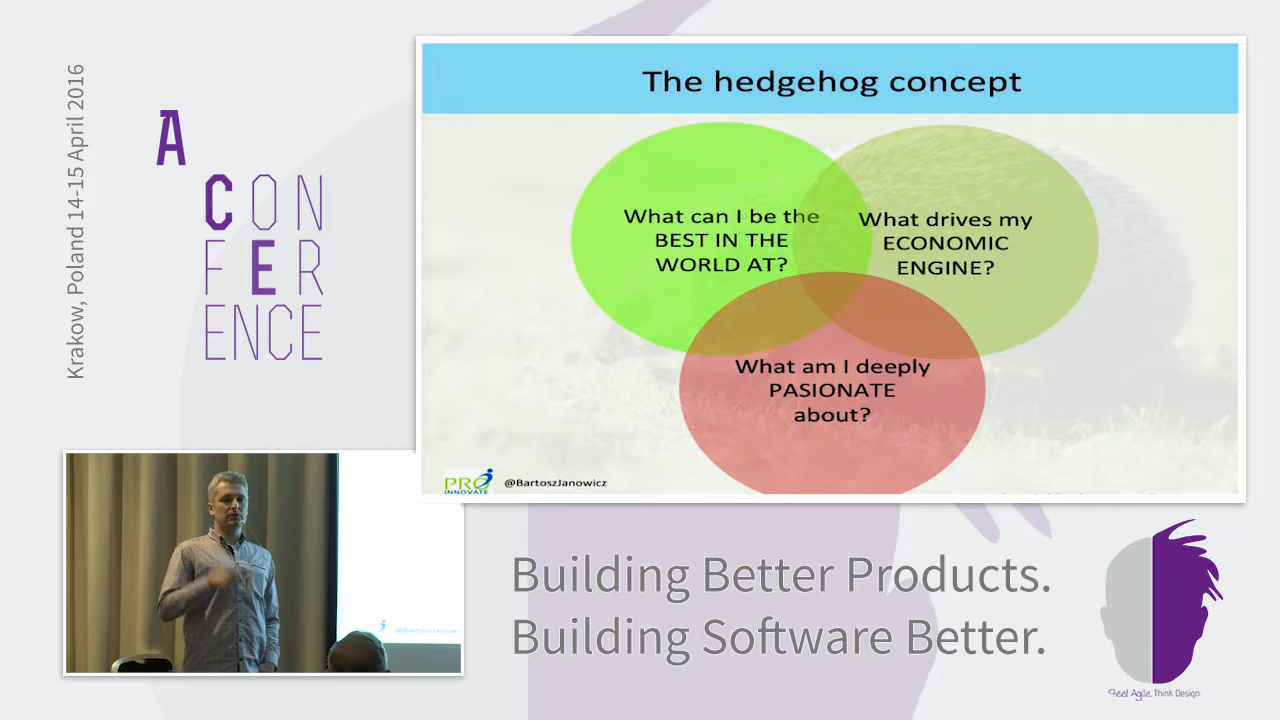 Krakow, Poland 14-15 April 2016
A
CON
FER
ENCE
The hedgehog concept
What can I be the
BEST IN THE
WORLD AT?
What drives my
ECONOMIC
ENGINE?
What am I deeply
PASIONATE
about?
PRO
INNOVATE
@BartoszJanowicz
@BartoszJanowicz
Building Better Products.
Building Software Better.
Feel Agile. Think Design.